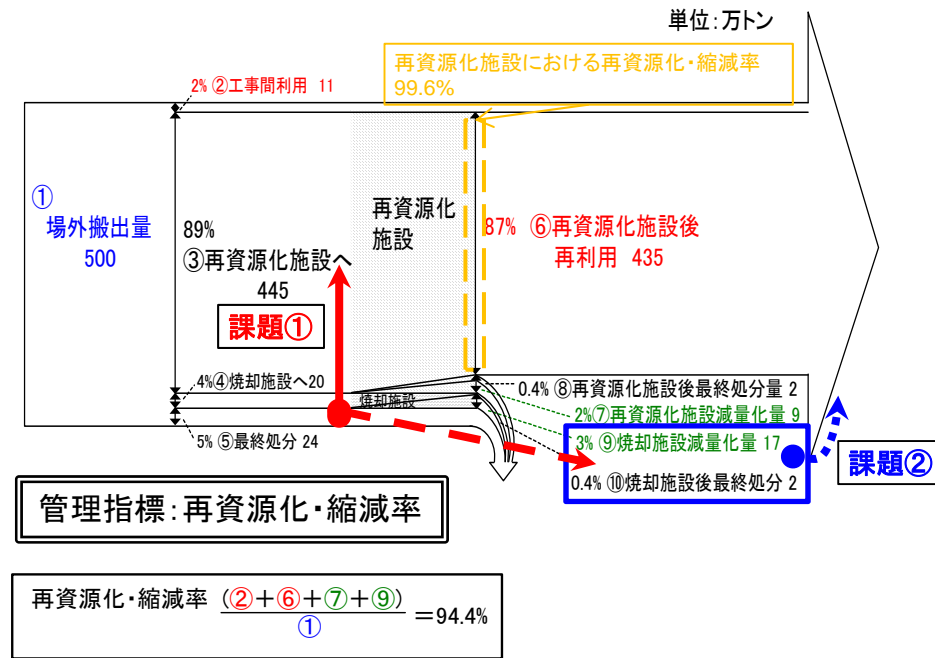 単位：万トン
再資源化施設における再資源化・縮減率
99.6%
2% ②工事間利用 11
①
場外搬出量
500
89%
③再資源化施設へ
445
再資源化
施設
87% ⑥再資源化施設後
再利用 435
課題①
4%④焼却施設へ20
焼却施設
5% ⑤最終処分 24
0.4% ⑧再資源化施設後最終処分量 2
2%⑦再資源化施設減量化量 9
3% ⑨焼却施設減量化量 17
0.4% ⑩焼却施設後最終処分 2
課題②
管理指標：再資源化・縮減率
再資源化・縮減率 (②＋⑥＋⑦＋⑨)
①
＝94.4%